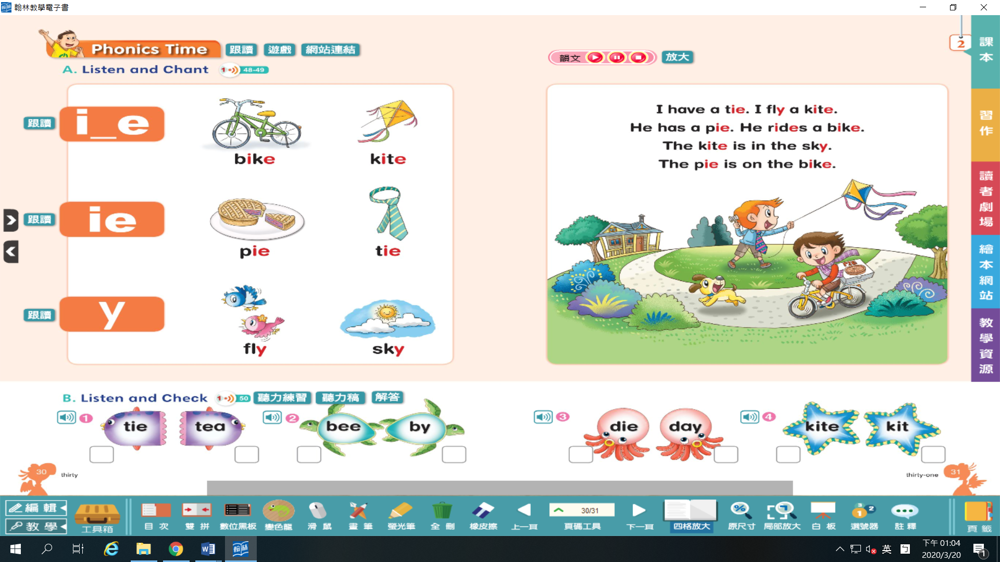 翰林教學電子書
Phonics Time 跟讀 遊戲 網站連結
A. Listen and Chant 1 48-49
跟讀 i_e
bike kite
跟讀 ie
pie tie
跟讀 y
fly sky
韻文 放大
2
I have a tie. I fly a kite.
He has a pie. He rides a bike.
The kite is in the sky.
The pie is on the bike.
PIE
課本
習作
讀者劇場
繪本網站
教學資源
B. Listen and Check 1 50 聽力練習 聽力稿 解答
1 tie tea
2 bee by
3 die day
4 kite kit
30 thirty
thirty-one 31
編輯
教學
工具箱
目次
雙拼
數位黑板
變色龍
滑鼠
畫筆
螢光筆
全刪
橡皮擦
上一頁
30/31
頁碼工具
下一頁
四格放大
%
原尺寸
局部放大
白板
3 1 2
選號器
註釋
頁籤
翰林
英
下午 01:04
2020/3/20
1